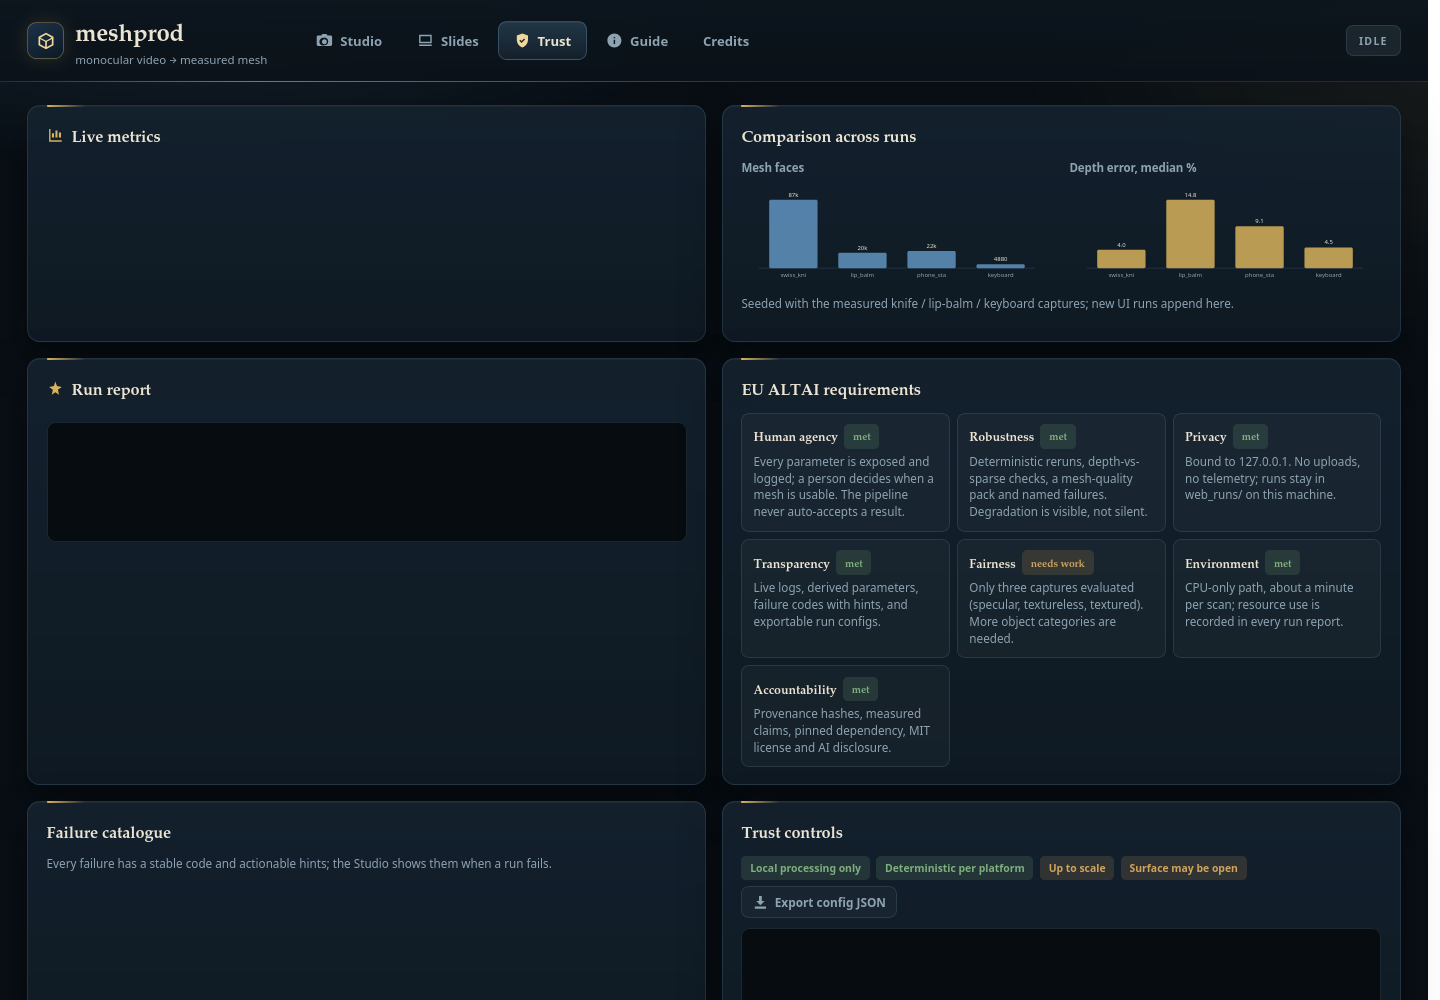 meshprod
monocular video → measured mesh
Studio
Slides
Trust
Guide
Credits
IDLE
Live metrics
Comparison across runs
Mesh faces
87k
20k
22k
4880
swiss_kni
lip_balm
phone_sta
keyboard
Depth error, median %
4.0
14.8
9.1
4.5
swiss_kni
lip_balm
phone_sta
keyboard
Seeded with the measured knife / lip-balm / keyboard captures; new UI runs append here.
Run report
EU ALTAI requirements
Human agency met
Every parameter is exposed and
logged; a person decides when a
mesh is usable. The pipeline
never auto-accepts a result.
Robustness met
Deterministic reruns, depth-vs-
sparse checks, a mesh-quality
pack and named failures.
Degradation is visible, not silent.
Privacy met
Bound to 127.0.0.1. No uploads,
no telemetry; runs stay in
web_runs/ on this machine.
Transparency met
Live logs, derived parameters,
failure codes with hints, and
exportable run configs.
Fairness needs work
Only three captures evaluated
(specular, textureless, textured).
More object categories are
needed.
Environment met
CPU-only path, about a minute
per scan; resource use is
recorded in every run report.
Accountability met
Provenance hashes, measured
claims, pinned dependency, MIT
license and AI disclosure.
Failure catalogue
Every failure has a stable code and actionable hints; the Studio shows them when a run fails.
Trust controls
Local processing only
Deterministic per platform
Up to scale
Surface may be open
Export config JSON